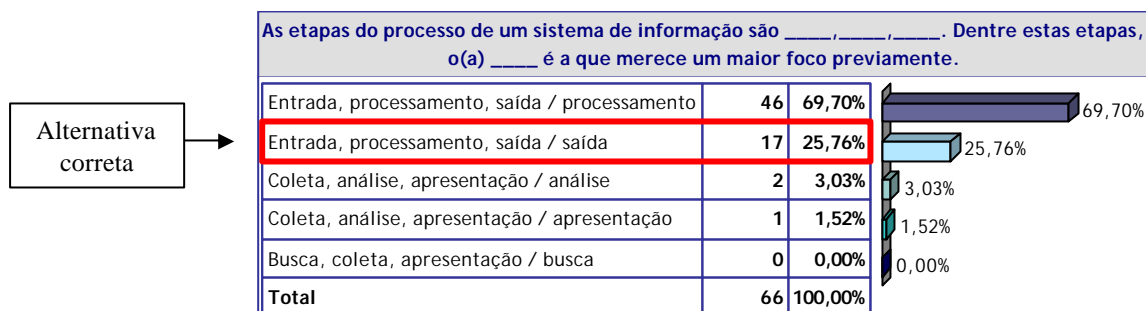 As etapas do processo de um sistema de informação são ____,____,____. Dentre estas etapas,
o(a) ____ é a que merece um maior foco previamente.
Alternativa
correta
Entrada, processamento, saída / processamento 46 69,70%
Entrada, processamento, saída / saída 17 25,76%
Coleta, análise, apresentação / análise 2 3,03%
Coleta, análise, apresentação / apresentação 1 1,52%
Busca, coleta, apresentação / busca 0 0,00%
Total 66 100,00%
69,70%
25,76%
3,03%
1,52%
0,00%